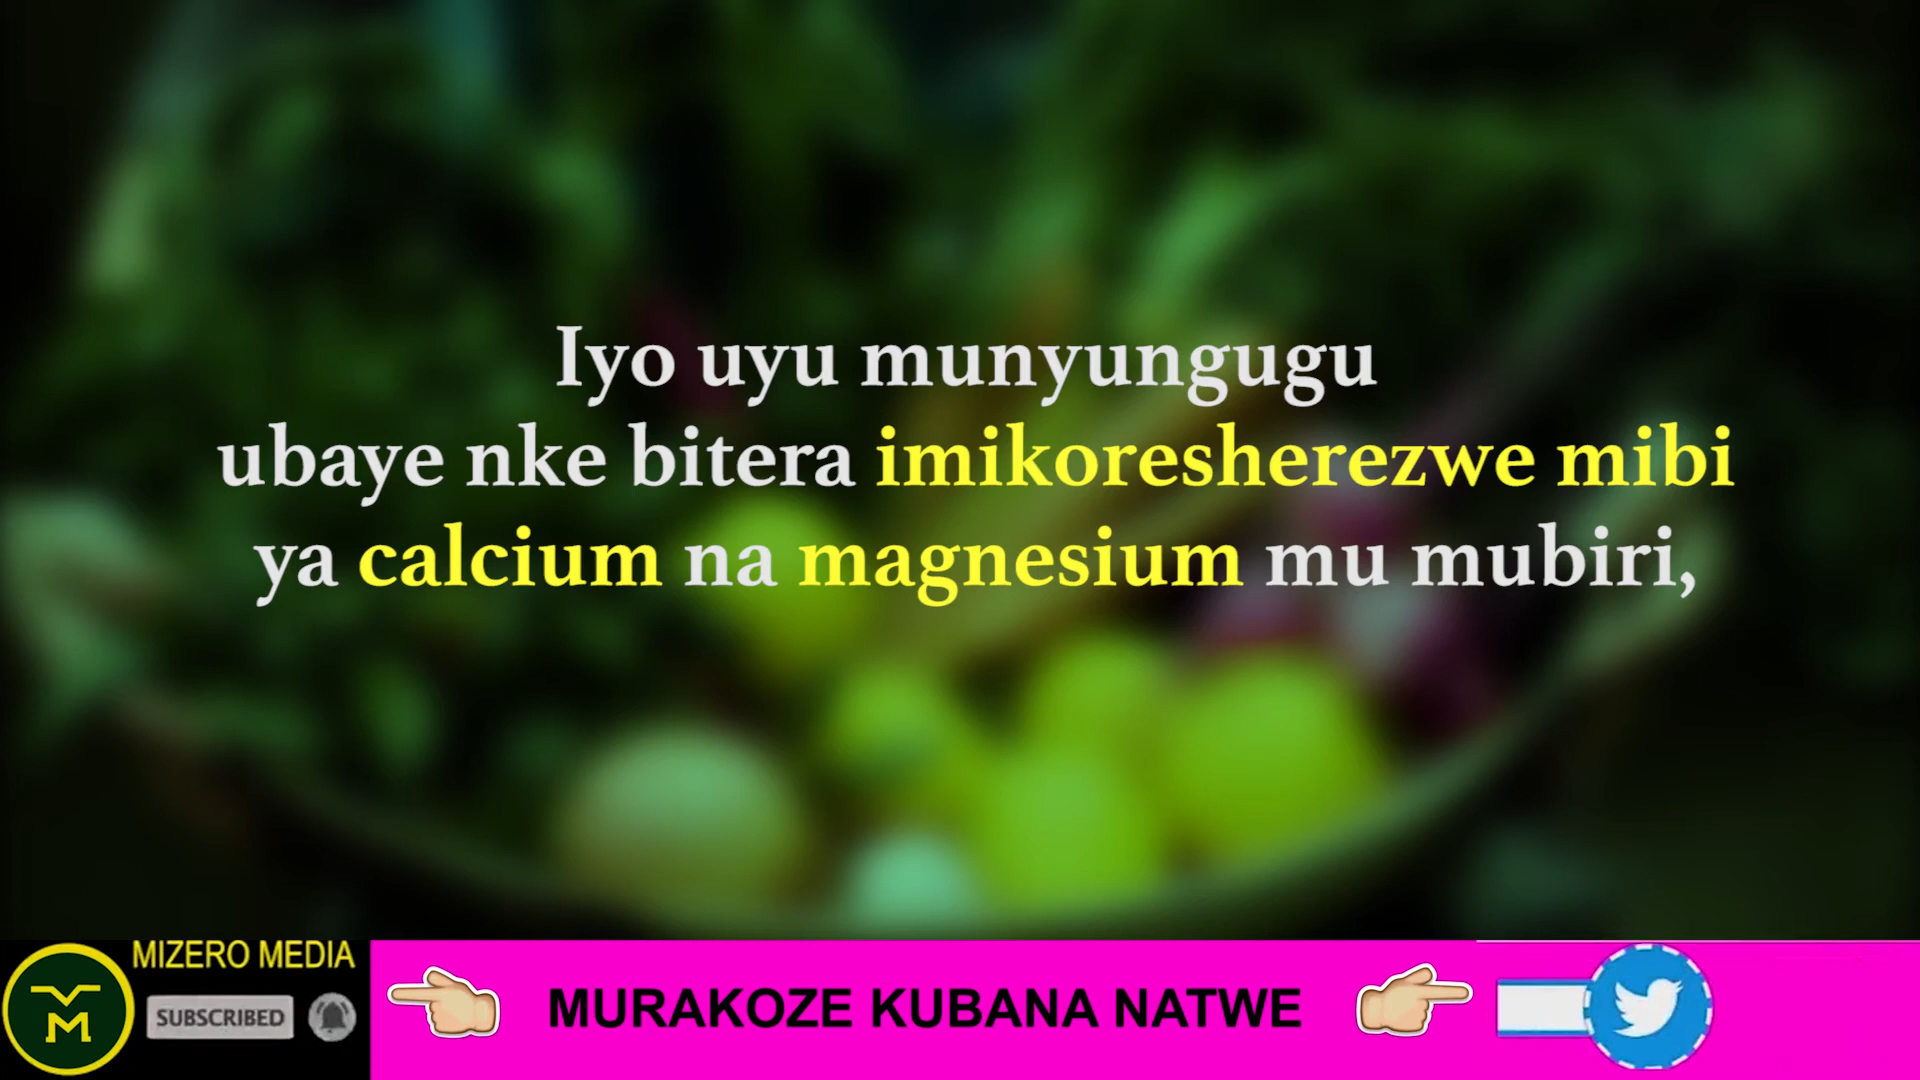 Iyo uyu munyungugu
ubaye nke bitera imikoresherezwe mibi
ya calcium na magnesium mu mubiri,
MIZERO MEDIA
SUBSCRIBED
MURAKOZE KUBANA NATWE